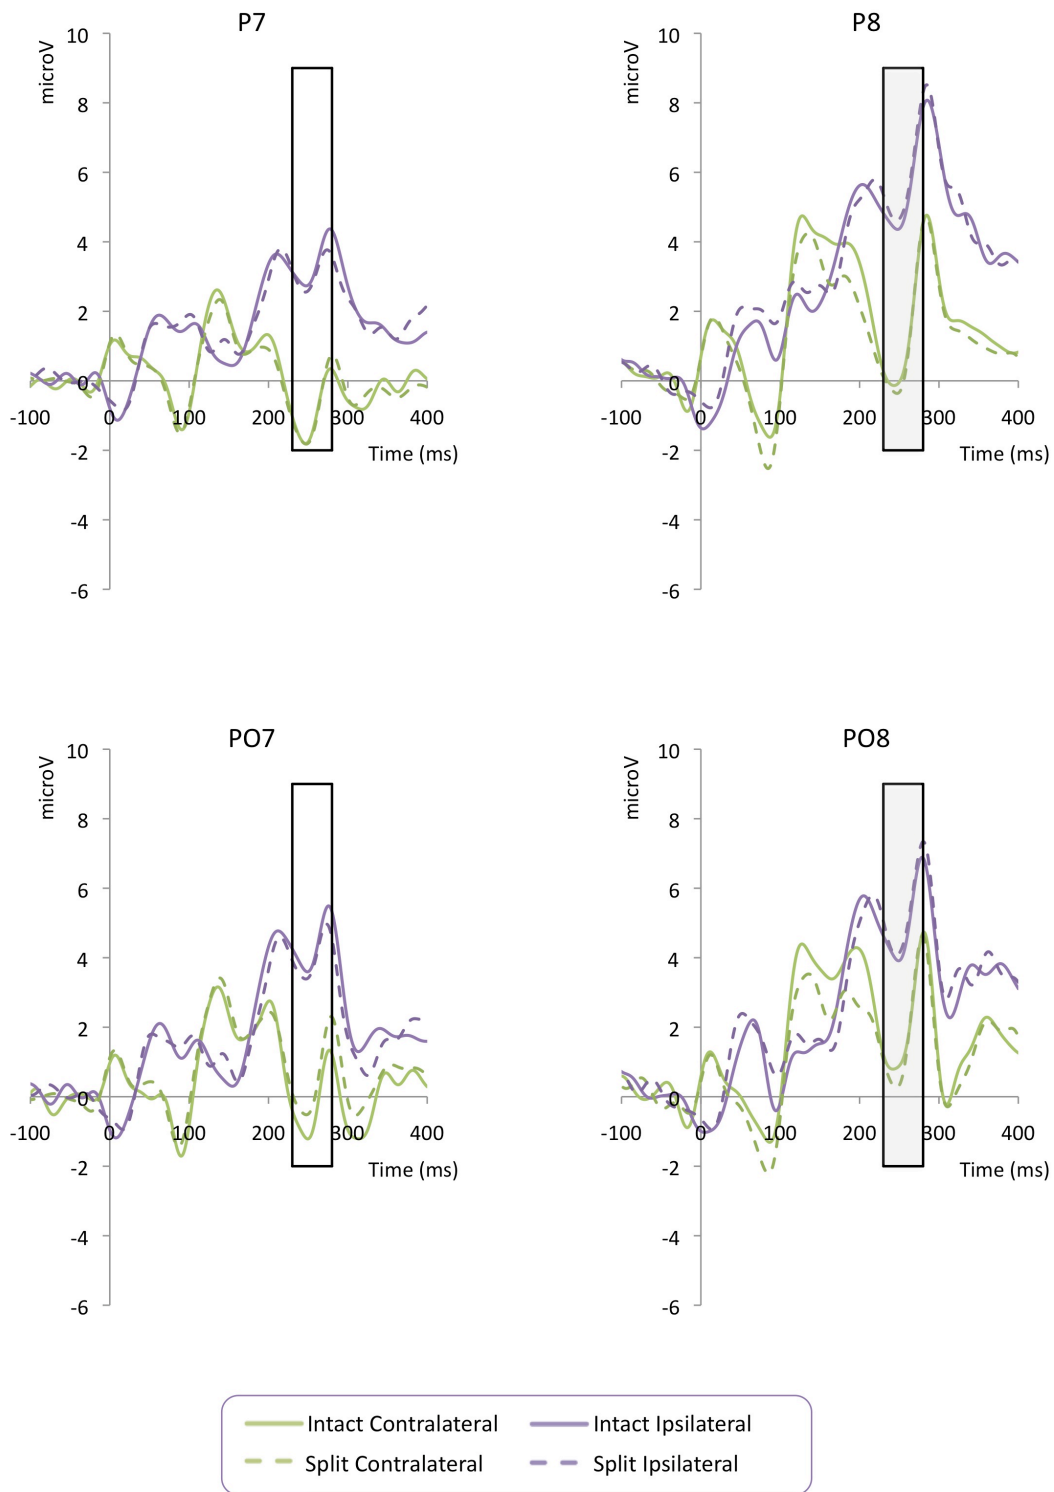 P7
microV
10
8
6
4
2
0
-2
-4
-6
-100 0 100 200 300 400
Time (ms)
P8
microV
10
8
6
4
2
0
-2
-4
-6
-100 0 100 200 300 400
Time (ms)
PO7
microV
10
8
6
4
2
0
-2
-4
-6
-100 0 100 200 300 400
Time (ms)
PO8
microV
10
8
6
4
2
0
-2
-4
-6
-100 0 100 200 300 400
Time (ms)
Intact Contralateral Intact Ipsilateral
Split Contralateral Split Ipsilateral